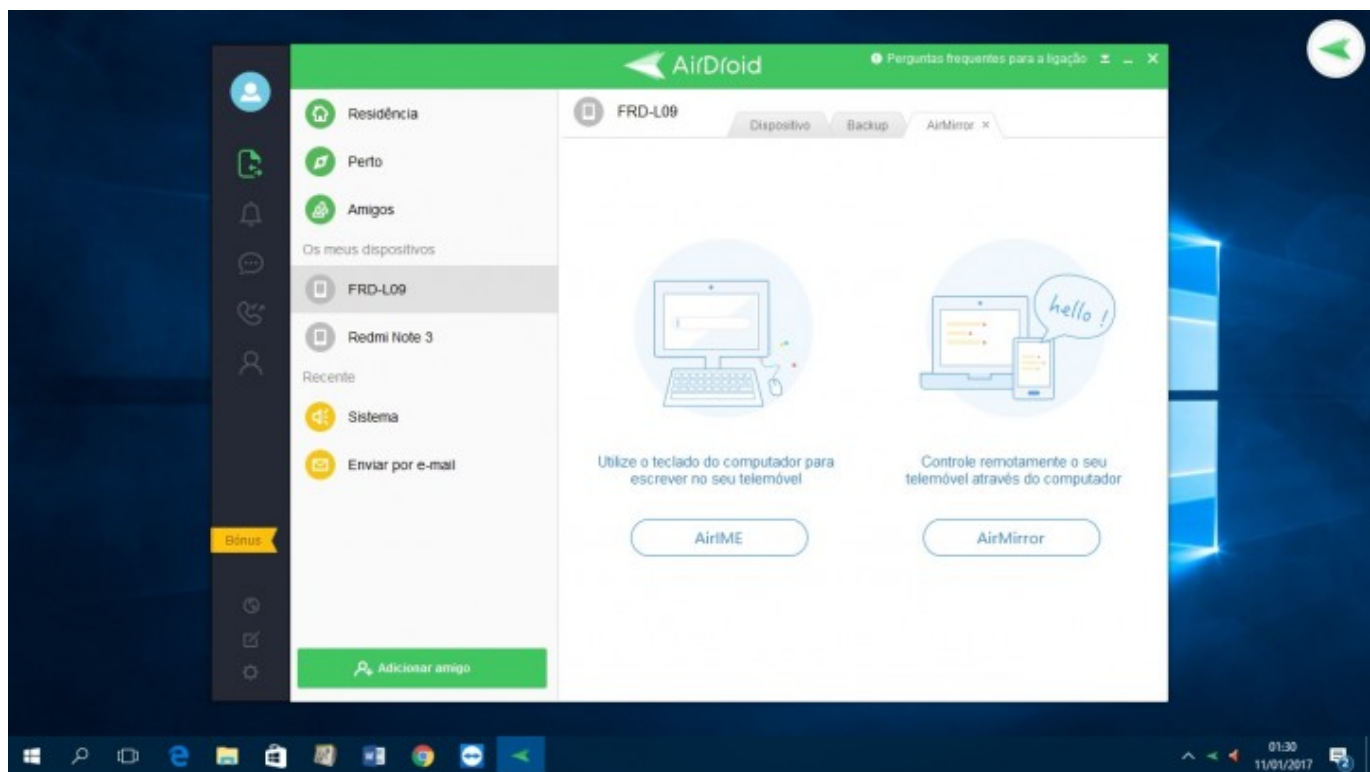 AirDroid
Perguntas frequentes para a ligação
Residência
Perto
Amigos
Os meus dispositivos
FRD-L09
Redmi Note 3
Recente
Sistema
Enviar por e-mail
Bónus
Adicionar amigo
FRD-L09
Dispositivo
Backup
AirMirror
hello !
Utilize o teclado do computador para
escrever no seu telemóvel
AirIME
Controle remotamente o seu
telemóvel através do computador
AirMirror
01:30
11/01/2017
2